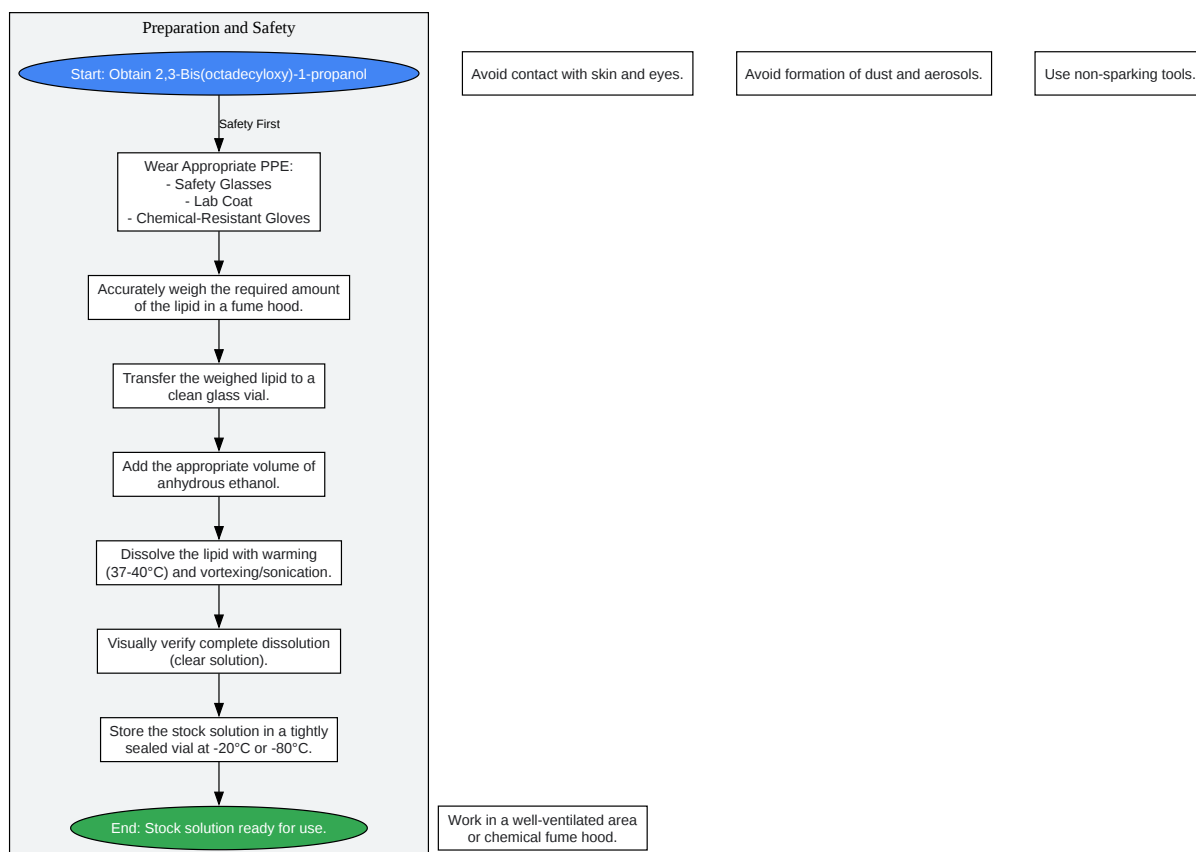 Preparation and Safety
Start: Obtain 2,3-Bis(octadecyloxy)-1-propanol
Avoid contact with skin and eyes.
Avoid formation of dust and aerosols.
Use non-sparking tools.
Safety First
Wear Appropriate PPE:
- Safety Glasses
- Lab Coat
- Chemical-Resistant Gloves
Accurately weigh the required amount
of the lipid in a fume hood.
Transfer the weighed lipid to a
clean glass vial.
Add the appropriate volume of
anhydrous ethanol.
Dissolve the lipid with warming
(37-40°C) and vortexing/sonication.
Visually verify complete dissolution
(clear solution).
Store the stock solution in a tightly
sealed vial at -20°C or -80°C.
End: Stock solution ready for use.
Work in a well-ventilated area
or chemical fume hood.